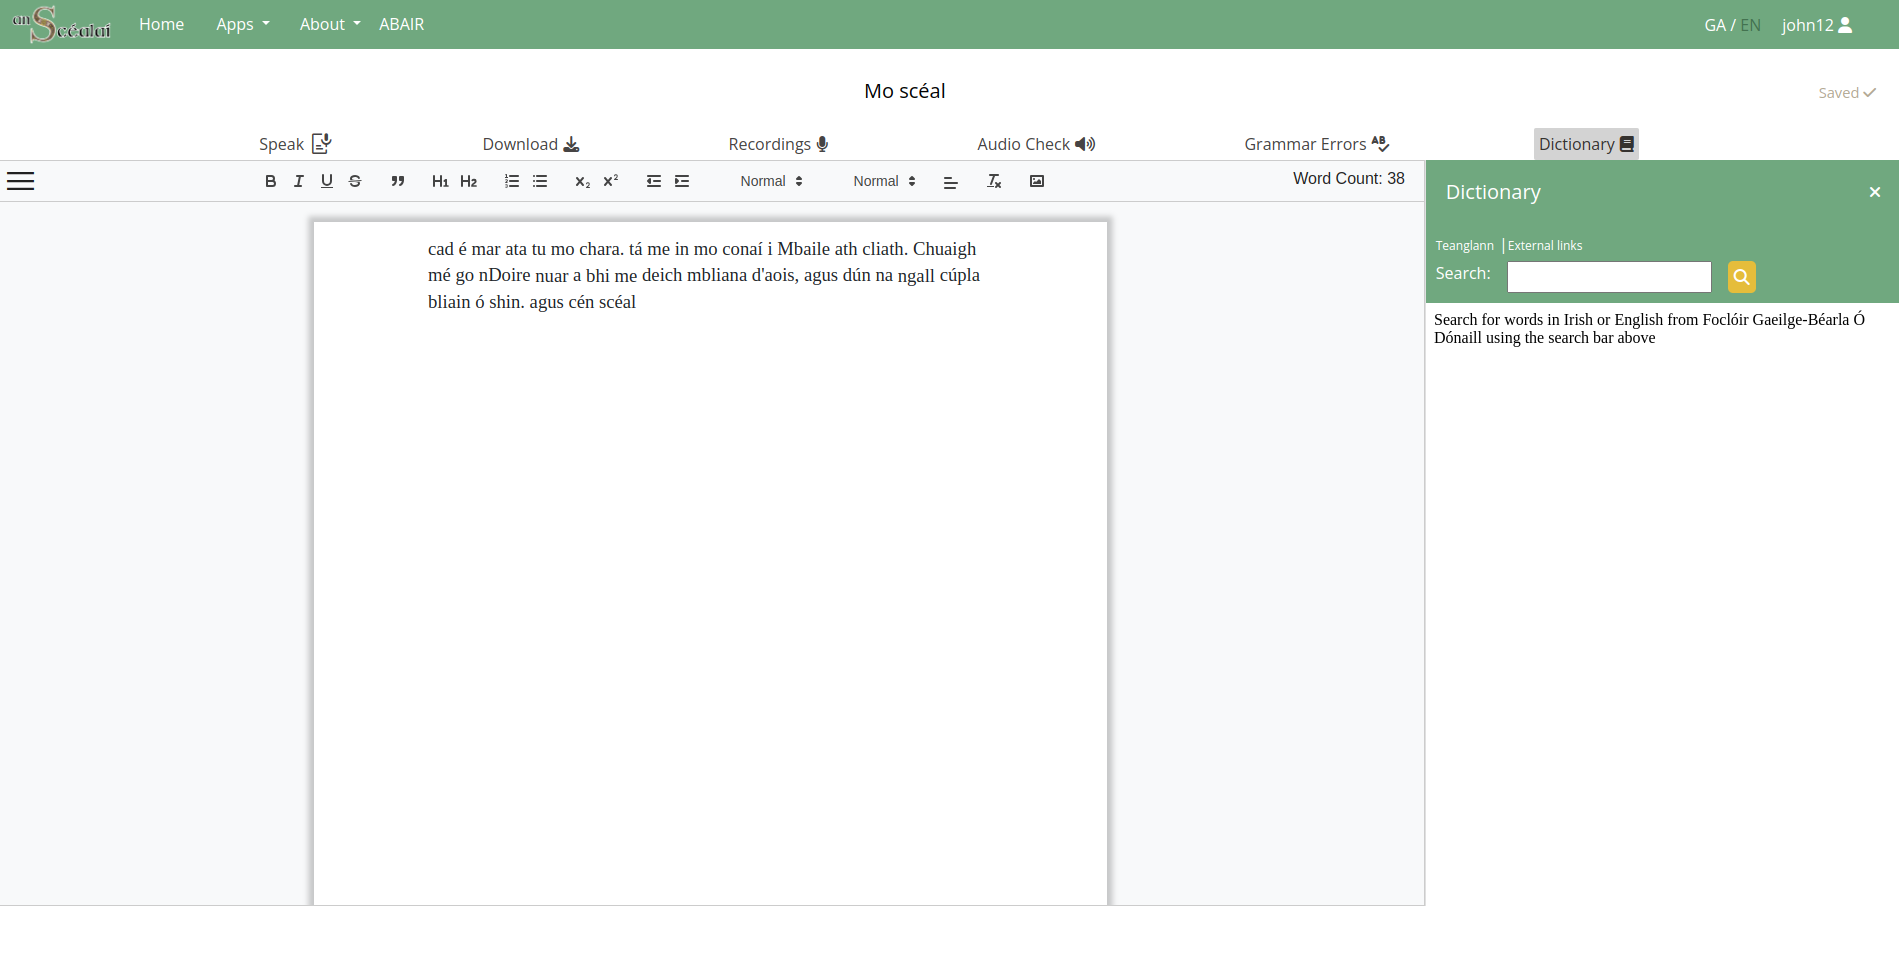 an Scéalaí
Home Apps About ABAIR GA / EN john12
Mo scéal
Saved
Speak Download Recordings Audio Check Grammar Errors AB Dictionary
B I U S H1 H2 x2 x2 Normal Normal Tx Word Count: 38
cad é mar ata tu mo chara. tá me in mo conaí i Mbaile ath cliath. Chuaigh
mé go nDoire nuar a bhi me deich mbliana d'aois, agus dún na ngall cúpla
bliain ó shin. agus cén scéal
Dictionary
Teanglann | External links
Search:
Search for words in Irish or English from Foclóir Gaeilge-Béarla Ó
Dónaill using the search bar above